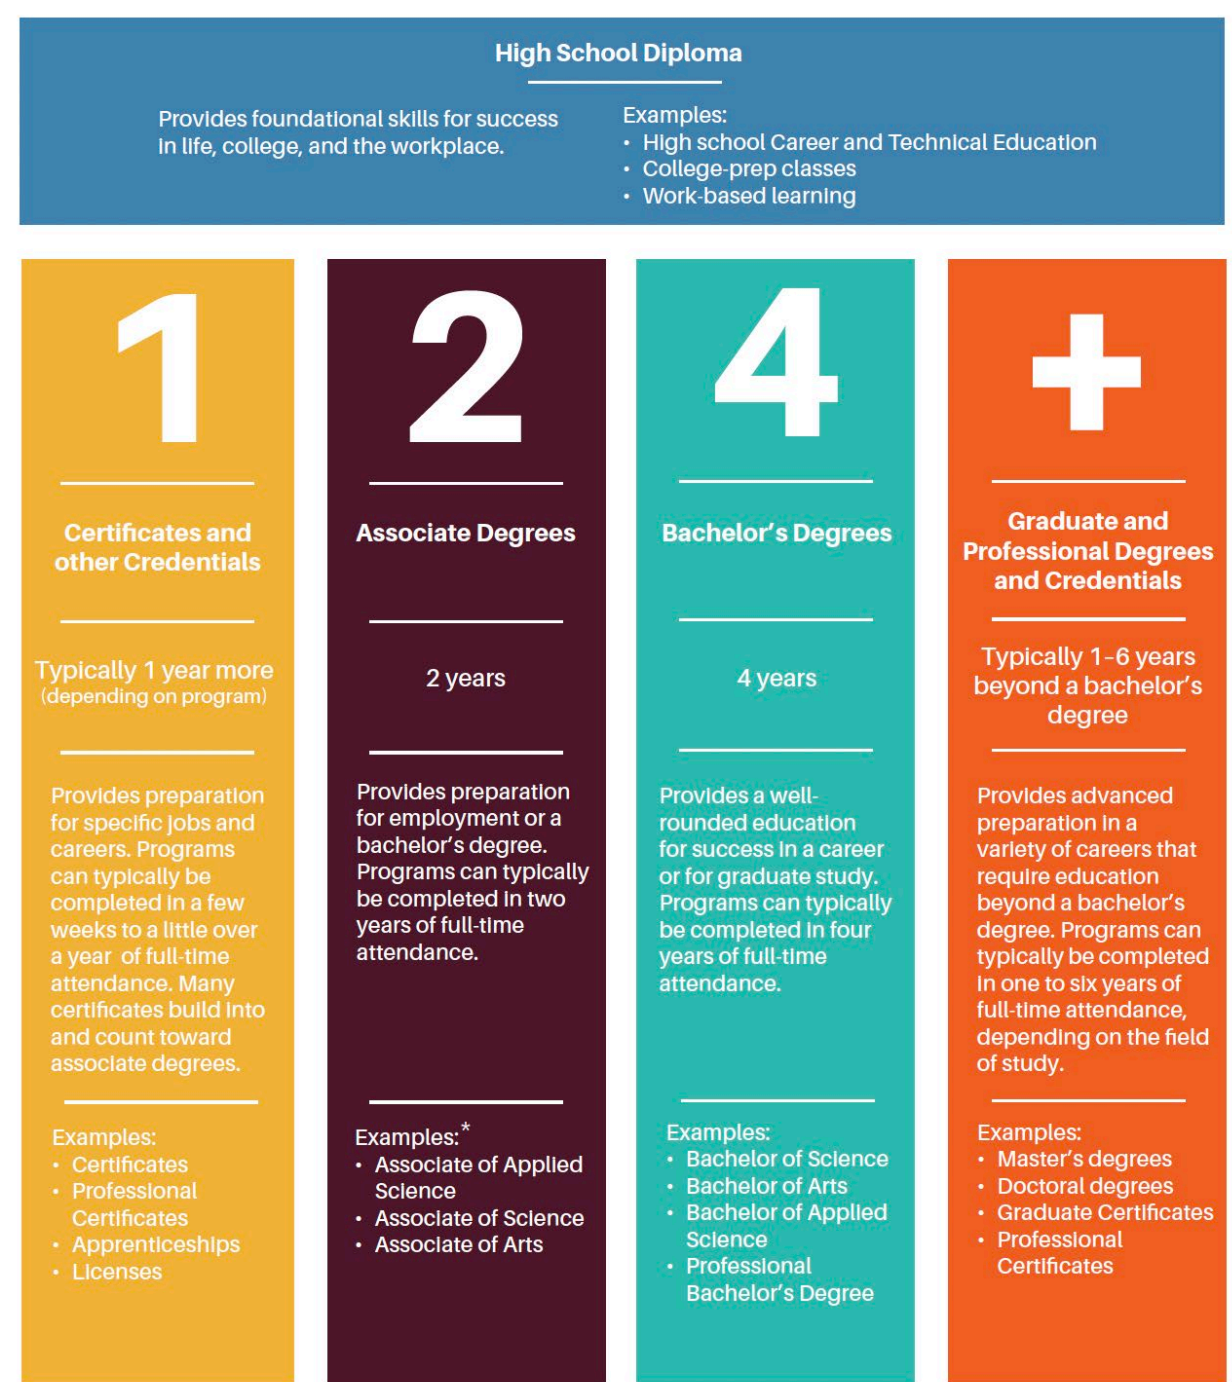 High School Diploma
Provides foundational skills for success
in life, college, and the workplace.
Examples:
• High school Career and Technical Education
• College-prep classes
• Work-based learning
1
Certificates and
other Credentials
Typically 1 year more
(depending on program)
Provides preparation
for specific jobs and
careers. Programs
can typically be
completed in a few
weeks to a little over
a year of full-time
attendance. Many
certificates build into
and count toward
associate degrees.
Examples:
• Certificates
• Professional
Certificates
• Apprenticeships
• Licenses
2
Associate Degrees
2 years
Provides preparation
for employment or a
bachelor's degree.
Programs can typically
be completed in two
years of full-time
attendance.
Examples:*
• Associate of Applied
Science
• Associate of Science
• Associate of Arts
4
Bachelor's Degrees
4 years
Provides a well-
rounded education
for success in a career
or for graduate study.
Programs can typically
be completed in four
years of full-time
attendance.
Examples:
• Bachelor of Science
• Bachelor of Arts
• Bachelor of Applied
Science
• Professional
Bachelor's Degree
+
Graduate and
Professional Degrees
and Credentials
Typically 1–6 years
beyond a bachelor's
degree
Provides advanced
preparation in a
variety of careers that
require education
beyond a bachelor's
degree. Programs can
typically be completed
in one to six years of
full-time attendance,
depending on the field
of study.
Examples:
• Master's degrees
• Doctoral degrees
• Graduate Certificates
• Professional
Certificates